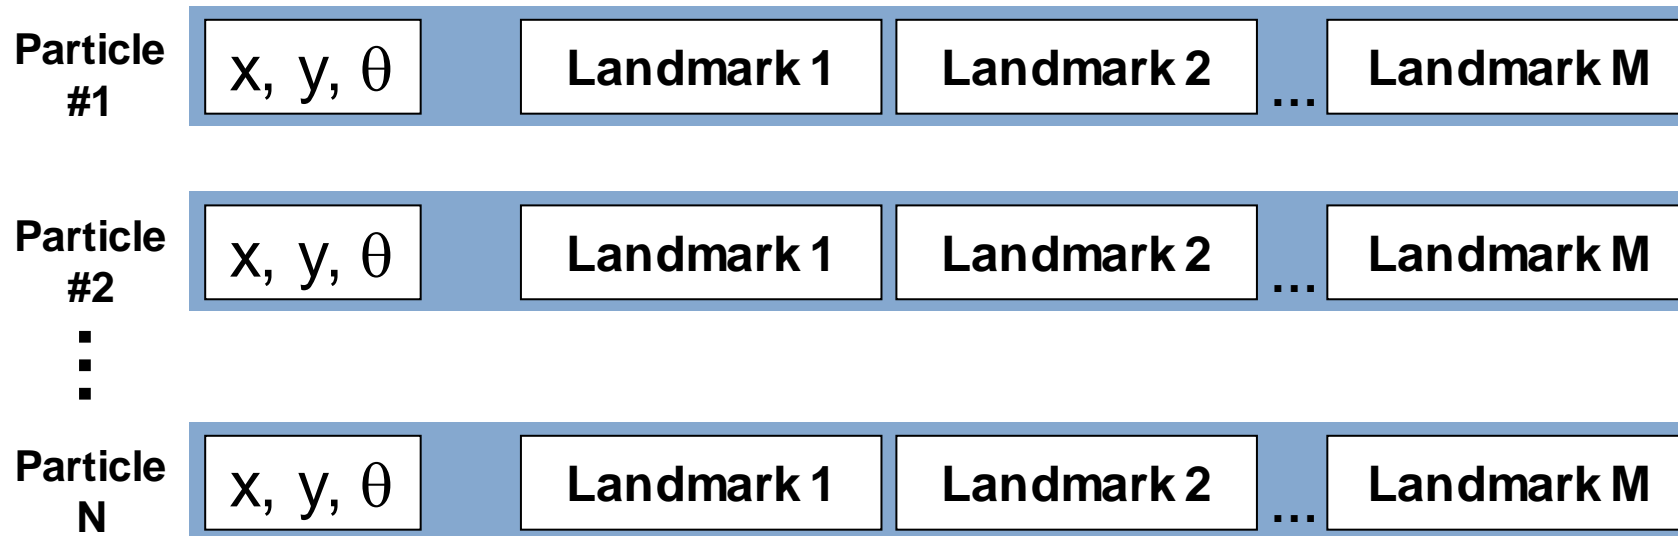 Particle #1 x, y, θ Landmark 1 Landmark 2 ... Landmark M
Particle #2 x, y, θ Landmark 1 Landmark 2 ... Landmark M
⋮
Particle N x, y, θ Landmark 1 Landmark 2 ... Landmark M